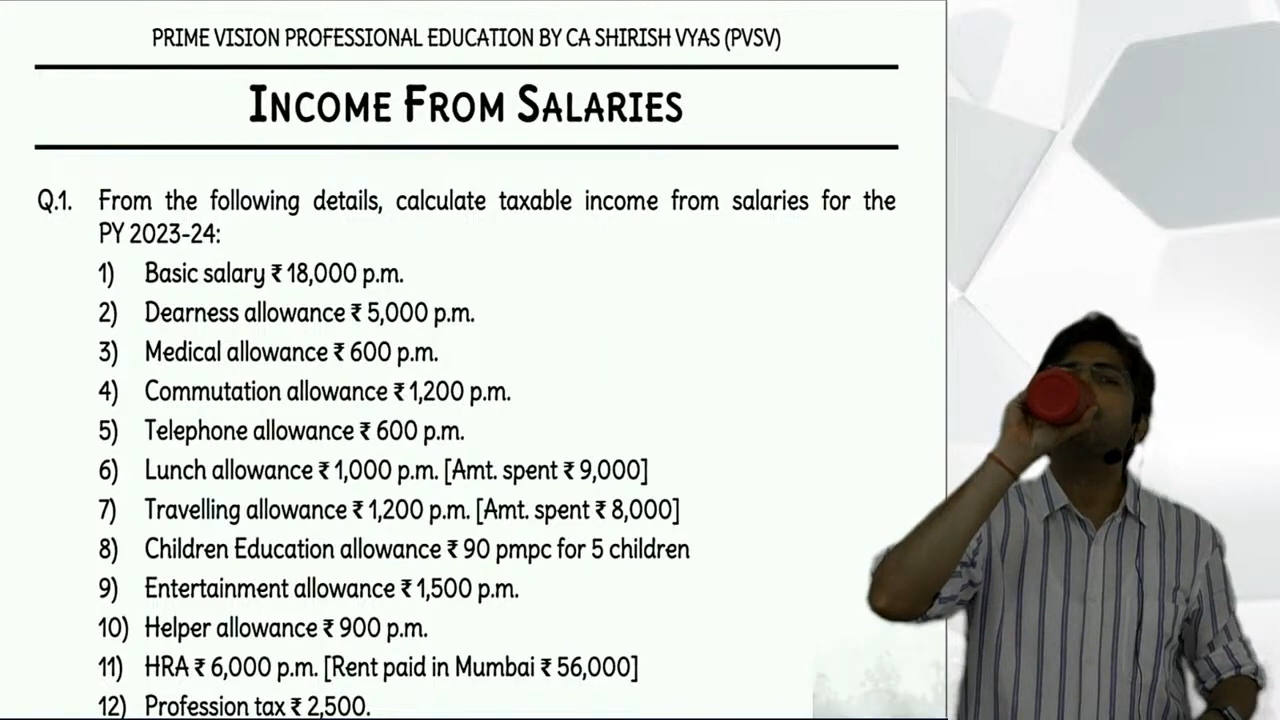 PRIME VISION PROFESSIONAL EDUCATION BY CA SHIRISH VYAS (PVSV)
INCOME FROM SALARIES
Q.1. From the following details, calculate taxable income from salaries for the
PY 2023-24:
1) Basic salary ₹ 18,000 p.m.
2) Dearness allowance ₹ 5,000 p.m.
3) Medical allowance ₹ 600 p.m.
4) Commutation allowance ₹ 1,200 p.m.
5) Telephone allowance ₹ 600 p.m.
6) Lunch allowance ₹ 1,000 p.m. [Amt. spent ₹ 9,000]
7) Travelling allowance ₹ 1,200 p.m. [Amt. spent ₹ 8,000]
8) Children Education allowance ₹ 90 pmpc for 5 children
9) Entertainment allowance ₹ 1,500 p.m.
10) Helper allowance ₹ 900 p.m.
11) HRA ₹ 6,000 p.m. [Rent paid in Mumbai ₹ 56,000]
12) Profession tax ₹ 2,500.